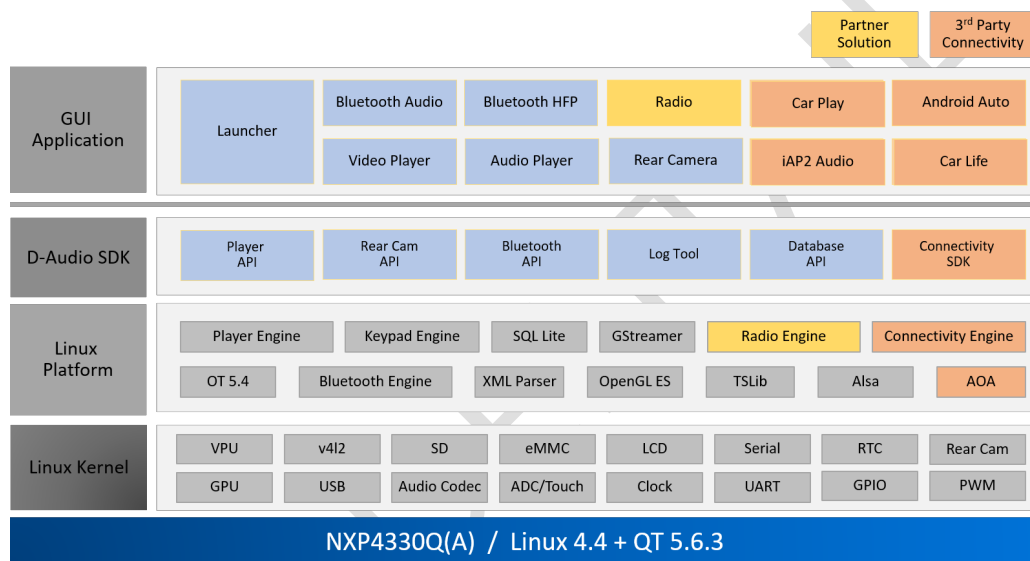 Partner
Solution
3rd Party
Connectivity
GUI
Application
Launcher
Bluetooth Audio
Bluetooth HFP
Radio
Car Play
Android Auto
Video Player
Audio Player
Rear Camera
iAP2 Audio
Car Life
D-Audio SDK
Player
API
Rear Cam
API
Bluetooth
API
Log Tool
Database
API
Connectivity
SDK
Linux
Platform
Player Engine
Keypad Engine
SQL Lite
GStreamer
Radio Engine
Connectivity Engine
OT 5.4
Bluetooth Engine
XML Parser
OpenGL ES
TSLib
Alsa
AOA
Linux Kernel
VPU
v4l2
SD
eMMC
LCD
Serial
RTC
Rear Cam
GPU
USB
Audio Codec
ADC/Touch
Clock
UART
GPIO
PWM
NXP4330Q(A) / Linux 4.4 + QT 5.6.3